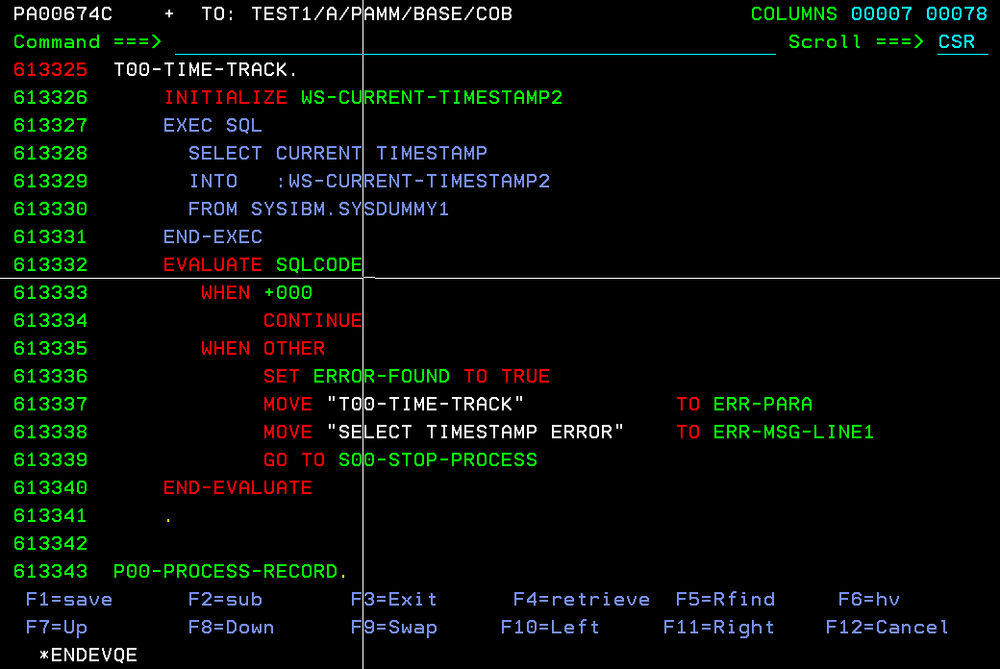 PA00674C    +  TO: TEST1/A/PAMM/BASE/COB                   COLUMNS 00007 00078
Command ===>                                                  Scroll ===> CSR
613325  T00-TIME-TRACK.
613326      INITIALIZE WS-CURRENT-TIMESTAMP2
613327      EXEC SQL
613328        SELECT CURRENT TIMESTAMP
613329        INTO   :WS-CURRENT-TIMESTAMP2
613330        FROM SYSIBM.SYSDUMMY1
613331      END-EXEC
613332      EVALUATE SQLCODE
613333         WHEN +000
613334              CONTINUE
613335         WHEN OTHER
613336              SET ERROR-FOUND TO TRUE
613337              MOVE "T00-TIME-TRACK"            TO ERR-PARA
613338              MOVE "SELECT TIMESTAMP ERROR"    TO ERR-MSG-LINE1
613339              GO TO S00-STOP-PROCESS
613340      END-EVALUATE
613341      .
613342
613343  P00-PROCESS-RECORD.
F1=save      F2=sub       F3=Exit      F4=retrieve  F5=Rfind     F6=hv
F7=Up        F8=Down      F9=Swap     F10=Left     F11=Right    F12=Cancel
*ENDEVQE